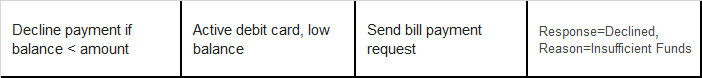 Decline payment if
balance < amount
Active debit card, low
balance
Send bill payment
request
Response=Declined,
Reason=Insufficient Funds